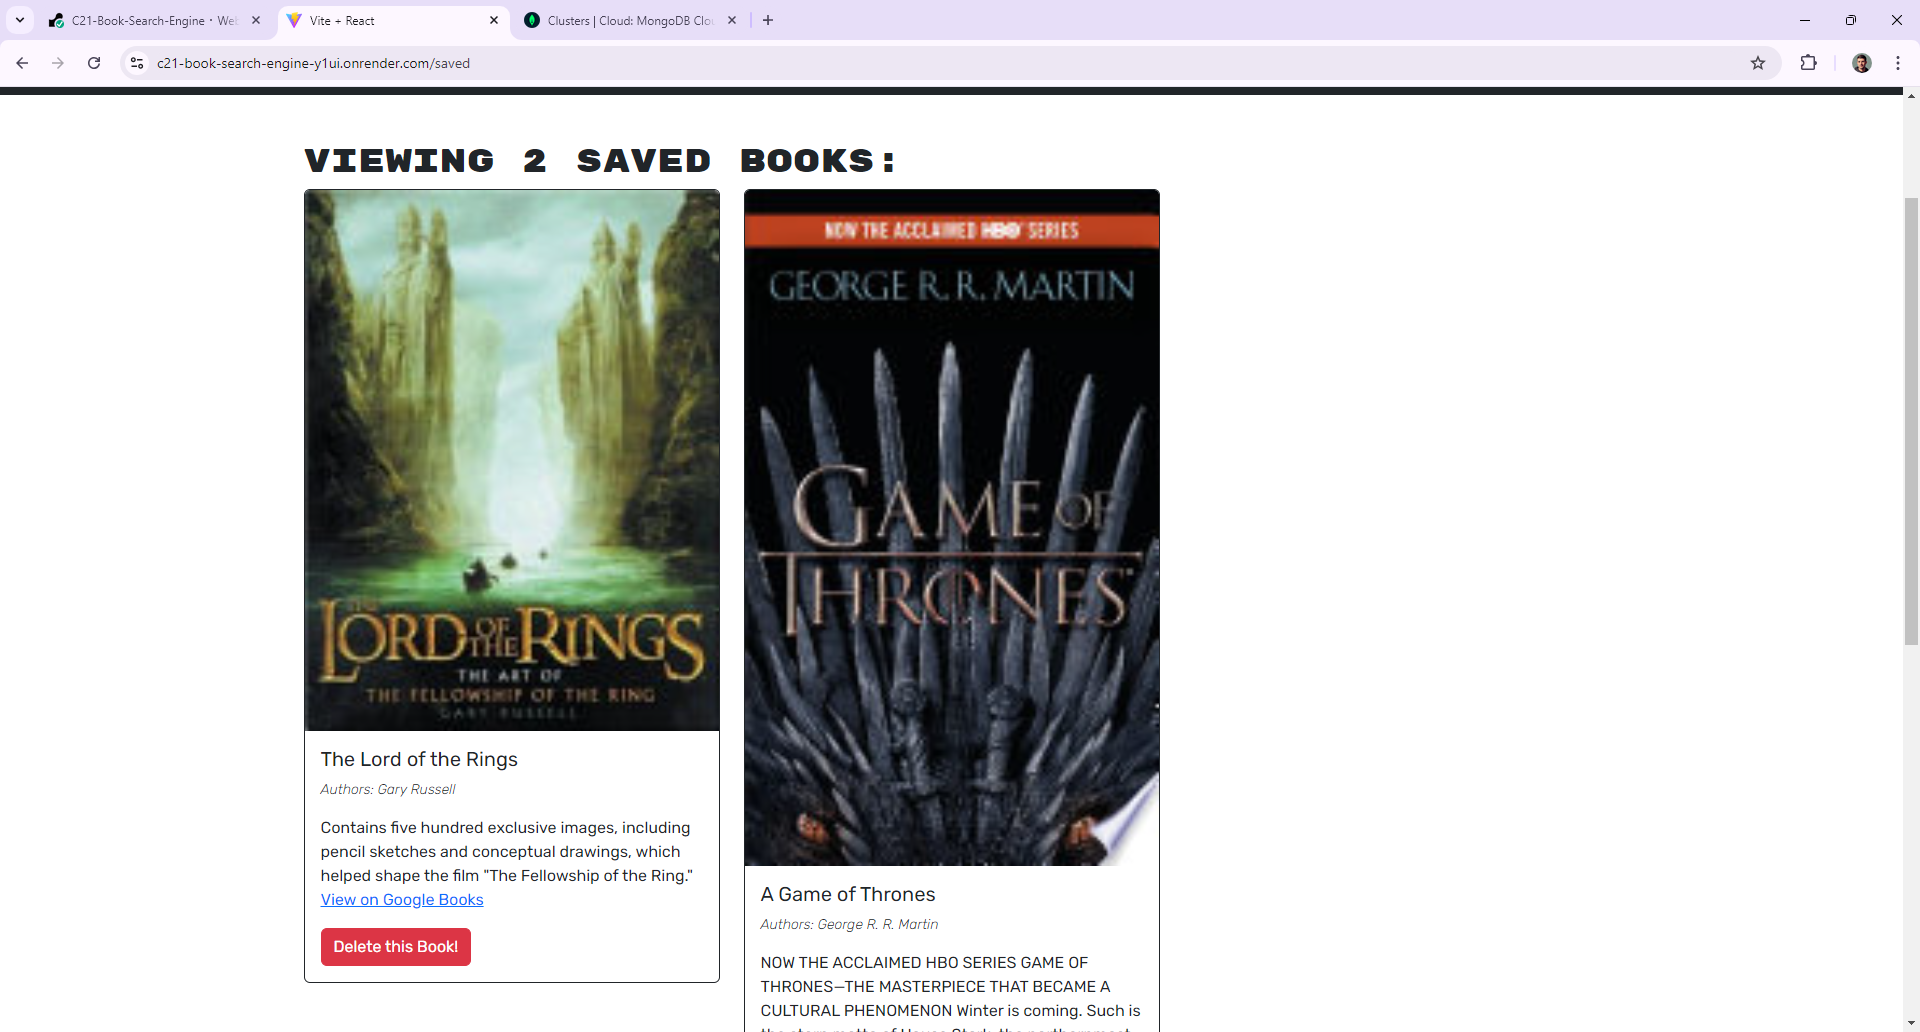 C21-Book-Search-Engine · Web
Vite + React
Clusters | Cloud: MongoDB Clou
c21-book-search-engine-y1ui.onrender.com/saved
VIEWING 2 SAVED BOOKS:
LORD OF THE RINGS
THE ART OF
THE FELLOWSHIP OF THE RING
GARY RUSSELL
The Lord of the Rings
Authors: Gary Russell
Contains five hundred exclusive images, including
pencil sketches and conceptual drawings, which
helped shape the film "The Fellowship of the Ring."
View on Google Books
Delete this Book!
NOW THE ACCLAIMED HBO SERIES
GEORGE R. R. MARTIN
GAME OF
THRONES
A Game of Thrones
Authors: George R. R. Martin
NOW THE ACCLAIMED HBO SERIES GAME OF
THRONES—THE MASTERPIECE THAT BECAME A
CULTURAL PHENOMENON Winter is coming. Such is